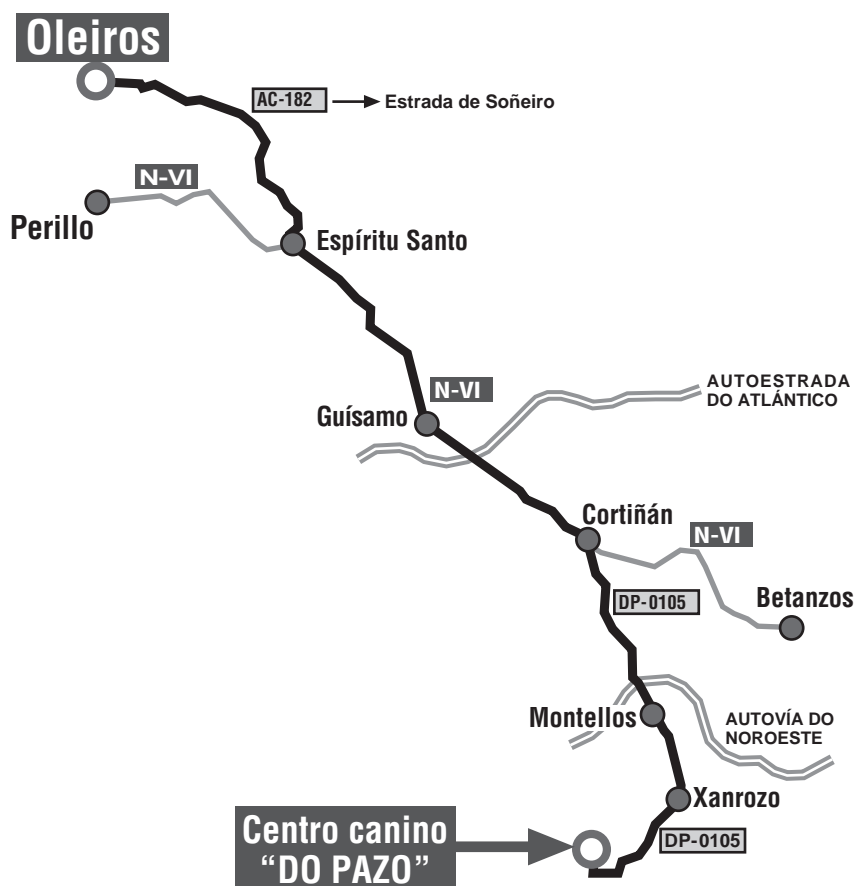 Oleiros
AC-182
Estrada de Soñeiro
N-VI
Perillo
Espíritu Santo
N-VI
AUTOESTRADA
DO ATLÁNTICO
Guísamo
Cortiñán
N-VI
DP-0105
Betanzos
Montellos
AUTOVÍA DO
NOROESTE
Xanrozo
Centro canino
“DO PAZO”
DP-0105